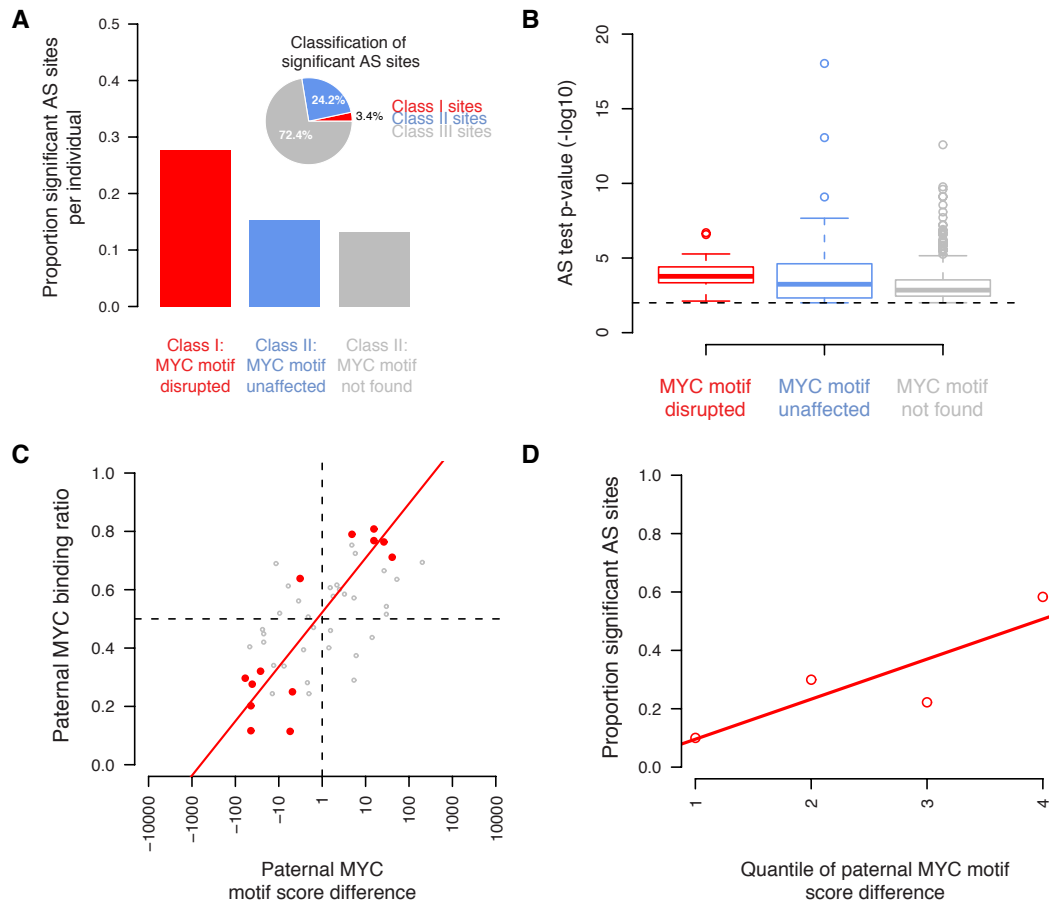 A
Proportion significant AS sites
per individual
0.5
0.4
0.3
0.2
0.1
0.0
Classification of
significant AS sites
24.2%
3.4%
72.4%
Class I sites
Class II sites
Class III sites
Class I:
MYC motif
disrupted
Class II:
MYC motif
unaffected
Class II:
MYC motif
not found
B
AS test p-value (-log10)
20
15
10
5
0
MYC motif
disrupted
MYC motif
unaffected
MYC motif
not found
C
Paternal MYC binding ratio
1.0
0.8
0.6
0.4
0.2
0.0
−10000
−1000
−100
−10
1
10
100
1000
10000
Paternal MYC
motif score difference
D
Proportion significant AS sites
1.0
0.8
0.6
0.4
0.2
0.0
1
2
3
4
Quantile of paternal MYC motif
score difference